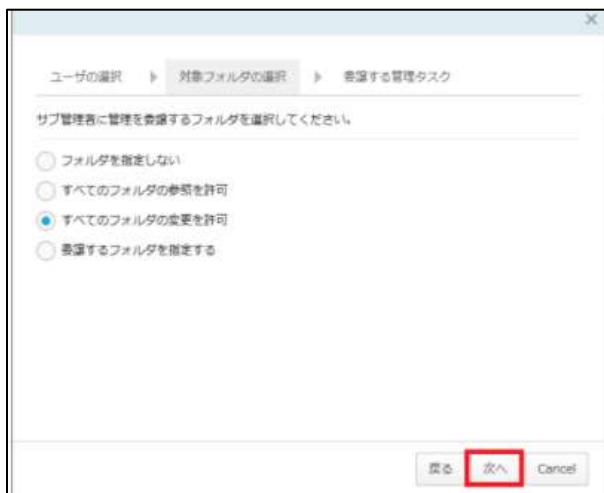 ユーザの選択 ▶ 対象フォルダの選択 ▶ 委譲する管理タスク
サブ管理者に管理を委譲するフォルダを選択してください。
フォルダを指定しない
すべてのフォルダの参照を許可
すべてのフォルダの変更を許可
委譲するフォルダを指定する
戻る 次へ Cancel